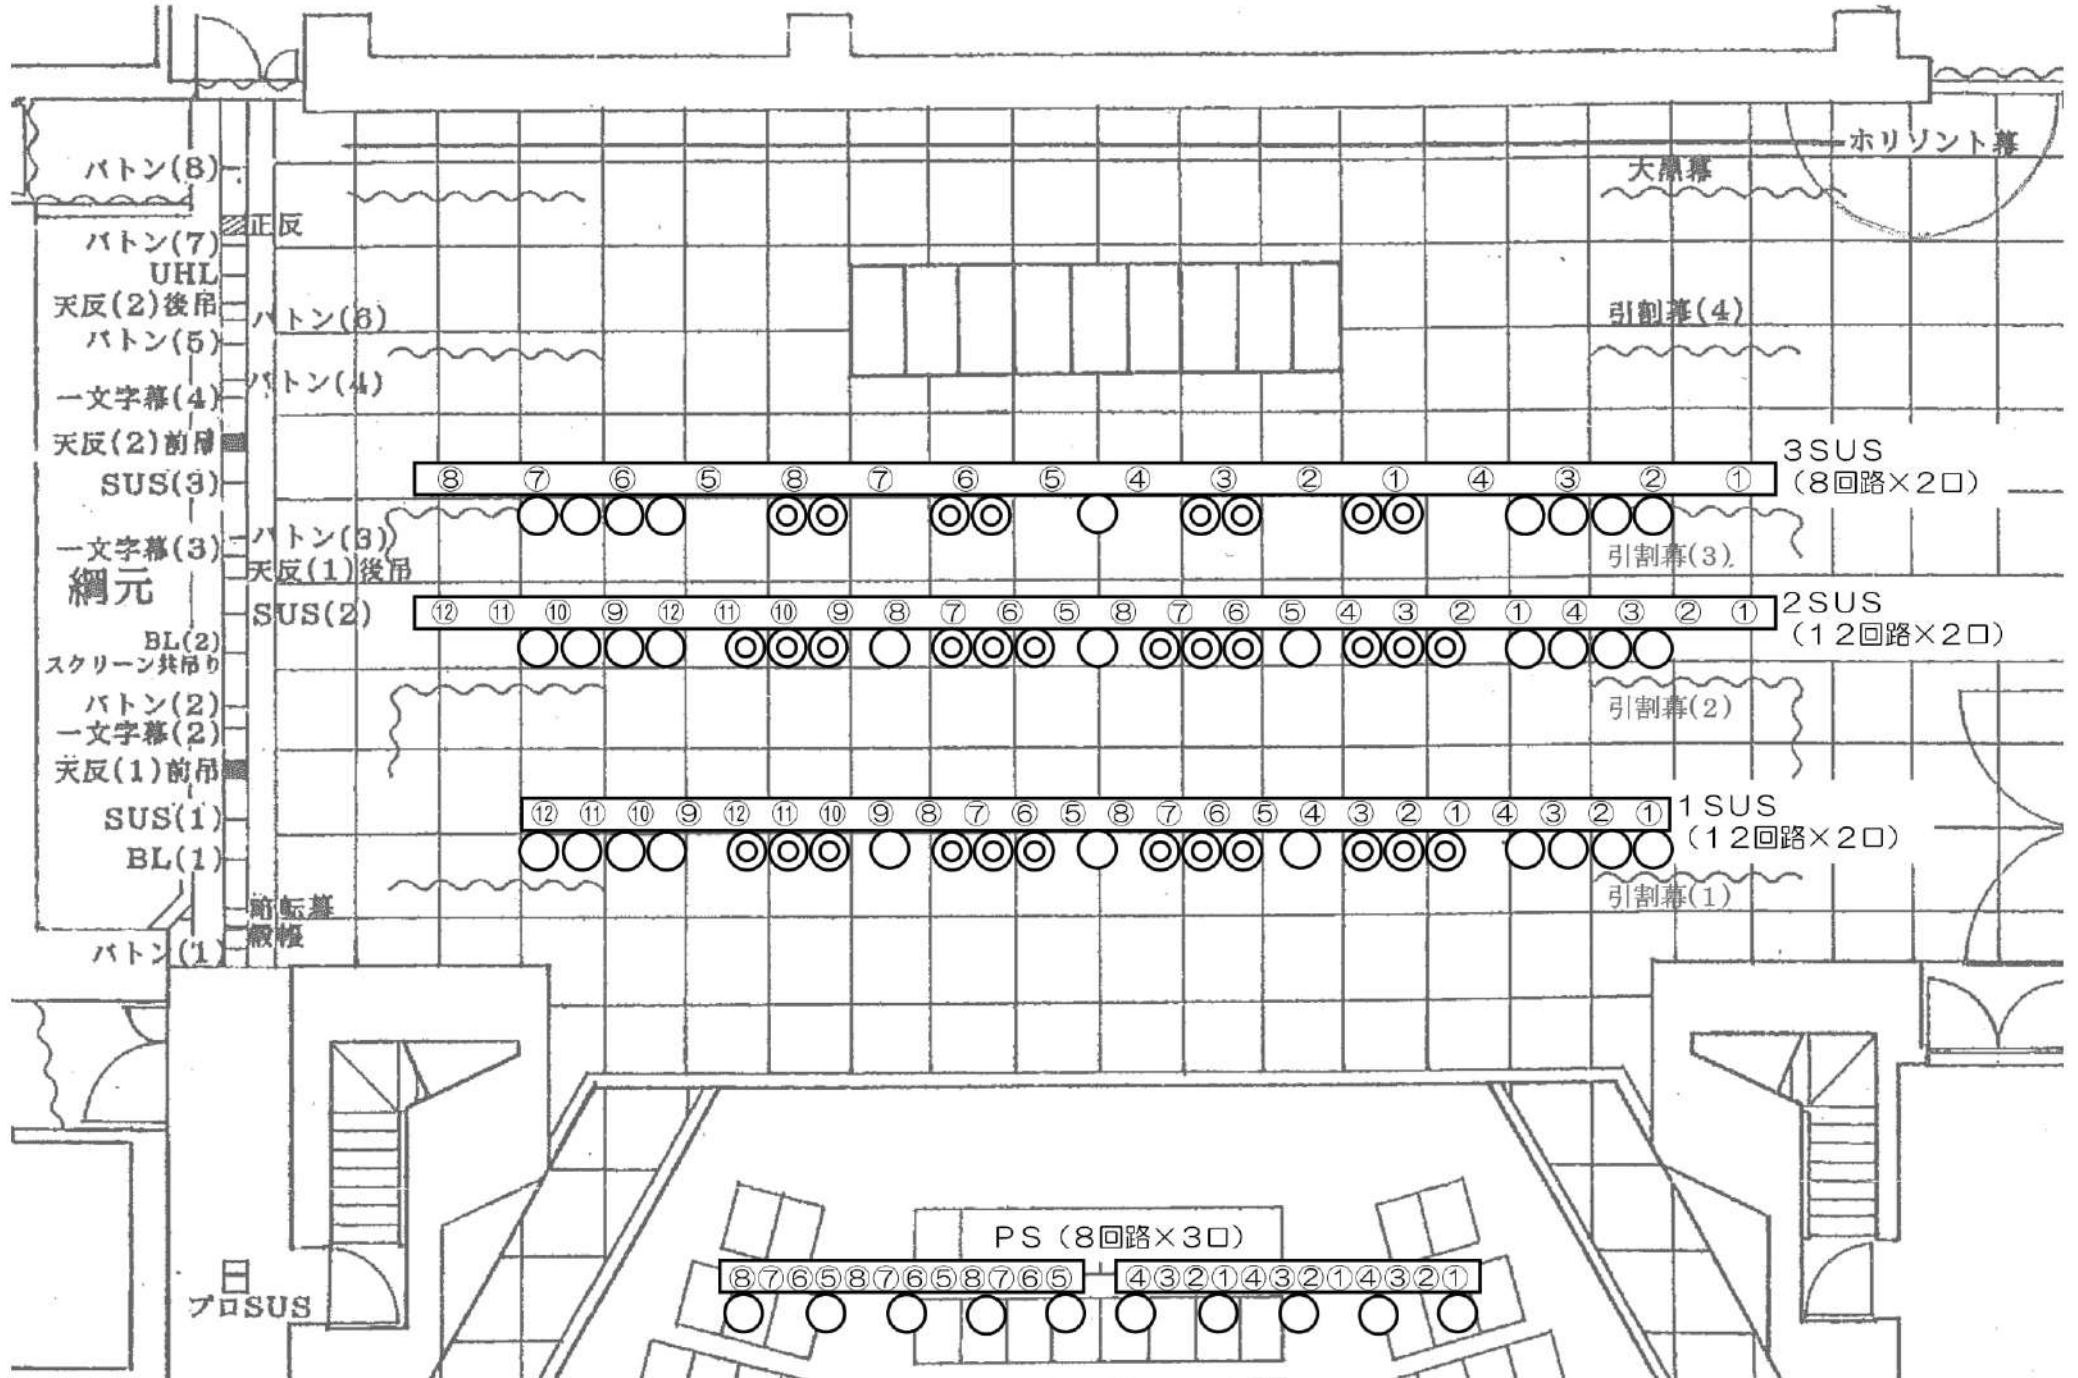 ホリゾント幕
バトン(8)
大黒幕
正反
バトン(7)
UHL
天反(2)後吊
バトン(6)
引割幕(4)
バトン(5)
バトン(4)
一文字幕(4)
天反(2)前吊
3SUS
SUS(3)
⑧ ⑦ ⑥ ⑤ ⑧ ⑦ ⑥ ⑤ ④ ③ ② ① ④ ③ ② ①
(8回路×2口)
バトン(3)
一文字幕(3)
引割幕(3)
天反(1)後吊
綱元
SUS(2)
⑫ ⑪ ⑩ ⑨ ⑫ ⑪ ⑩ ⑨ ⑧ ⑦ ⑥ ⑤ ⑧ ⑦ ⑥ ⑤ ④ ③ ② ① ④ ③ ② ①
2SUS
(12回路×2口)
BL(2)
スクリーン共吊り
バトン(2)
引割幕(2)
一文字幕(2)
天反(1)前吊
SUS(1)
⑫ ⑪ ⑩ ⑨ ⑫ ⑪ ⑩ ⑨ ⑧ ⑦ ⑥ ⑤ ⑧ ⑦ ⑥ ⑤ ④ ③ ② ① ④ ③ ② ①
1SUS
(12回路×2口)
BL(1)
引割幕(1)
暗転幕
緞帳
バトン(1)
PS(8回路×3口)
⑧⑦⑥⑤⑧⑦⑥⑤⑧⑦⑥⑤ ④③②①④③②①④③②①
プロSUS